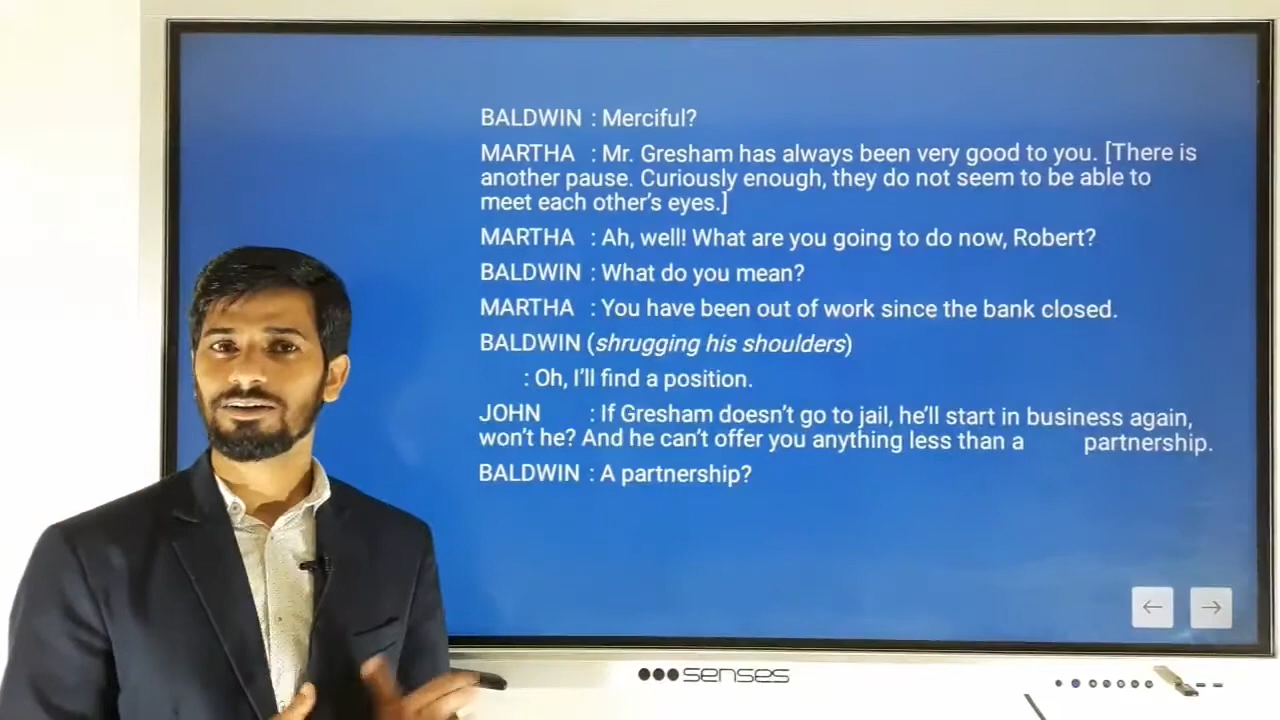 BALDWIN : Merciful?
MARTHA : Mr. Gresham has always been very good to you. [There is
another pause. Curiously enough, they do not seem to be able to
meet each other's eyes.]
MARTHA : Ah, well! What are you going to do now, Robert?
BALDWIN : What do you mean?
MARTHA : You have been out of work since the bank closed.
BALDWIN (shrugging his shoulders)
: Oh, I'll find a position.
JOHN : If Gresham doesn't go to jail, he'll start in business again,
won't he? And he can't offer you anything less than a partnership.
BALDWIN : A partnership?
senses